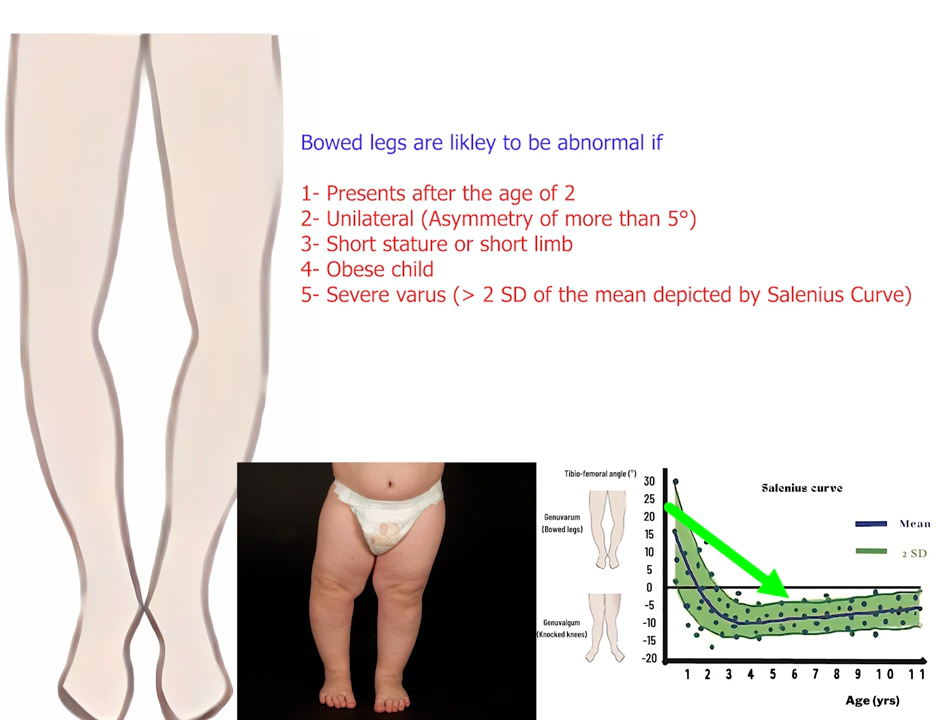 Bowed legs are likley to be abnormal if
1- Presents after the age of 2
2- Unilateral (Asymmetry of more than 5°)
3- Short stature or short limb
4- Obese child
5- Severe varus (> 2 SD of the mean depicted by Salenius Curve)
Tibio-femoral angle (°)
Genuvarum
(Bowed legs)
Genuvalgum
(Knocked knees)
Salenius curve
Mean
2 SD
30
25
20
15
10
5
0
-5
-10
-15
-20
1 2 3 4 5 6 7 8 9 10 11
Age (yrs)